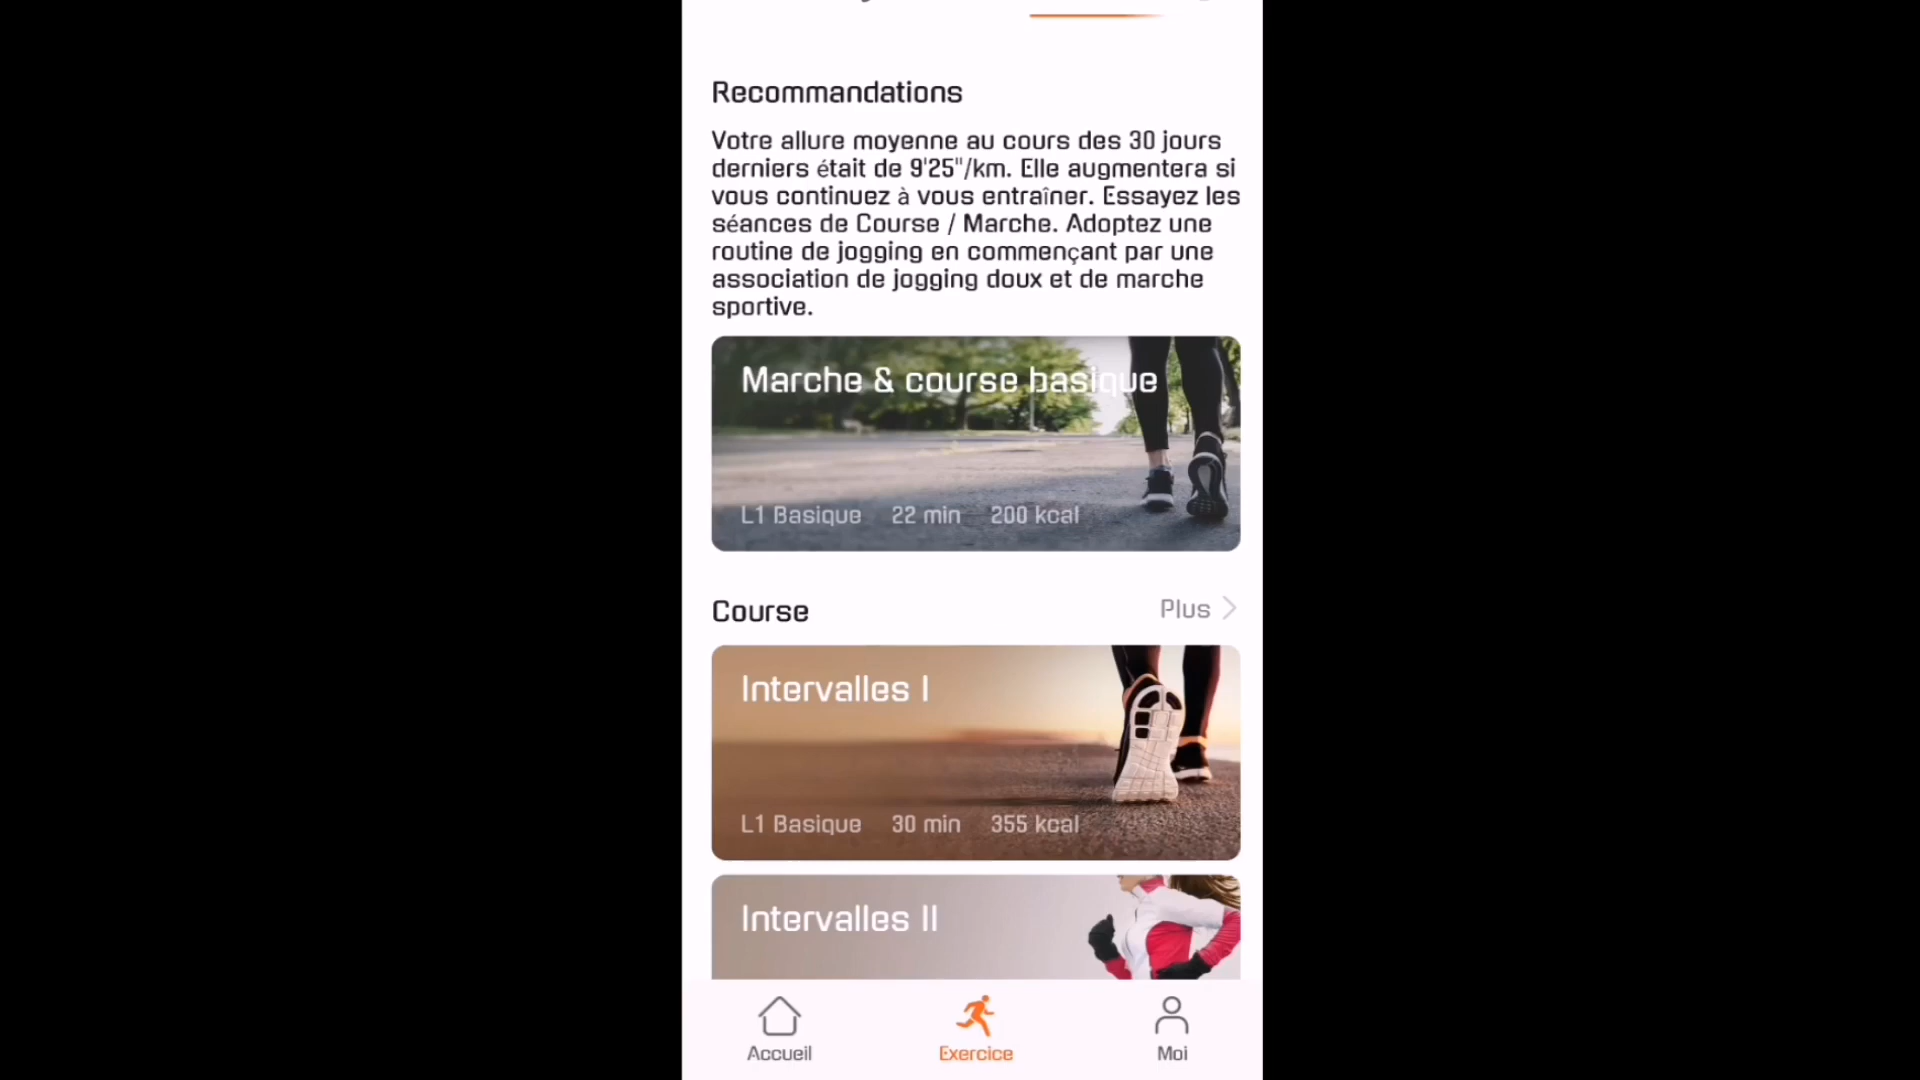 Recommandations
Votre allure moyenne au cours des 30 jours
derniers était de 9'25"/km. Elle augmentera si
vous continuez à vous entraîner. Essayez les
séances de Course / Marche. Adoptez une
routine de jogging en commençant par une
association de jogging doux et de marche
sportive.
Marche & course basique
L1 Basique 22 min 200 kcal
Course Plus
Intervalles I
L1 Basique 30 min 355 kcal
Intervalles II
Accueil Exercice Moi